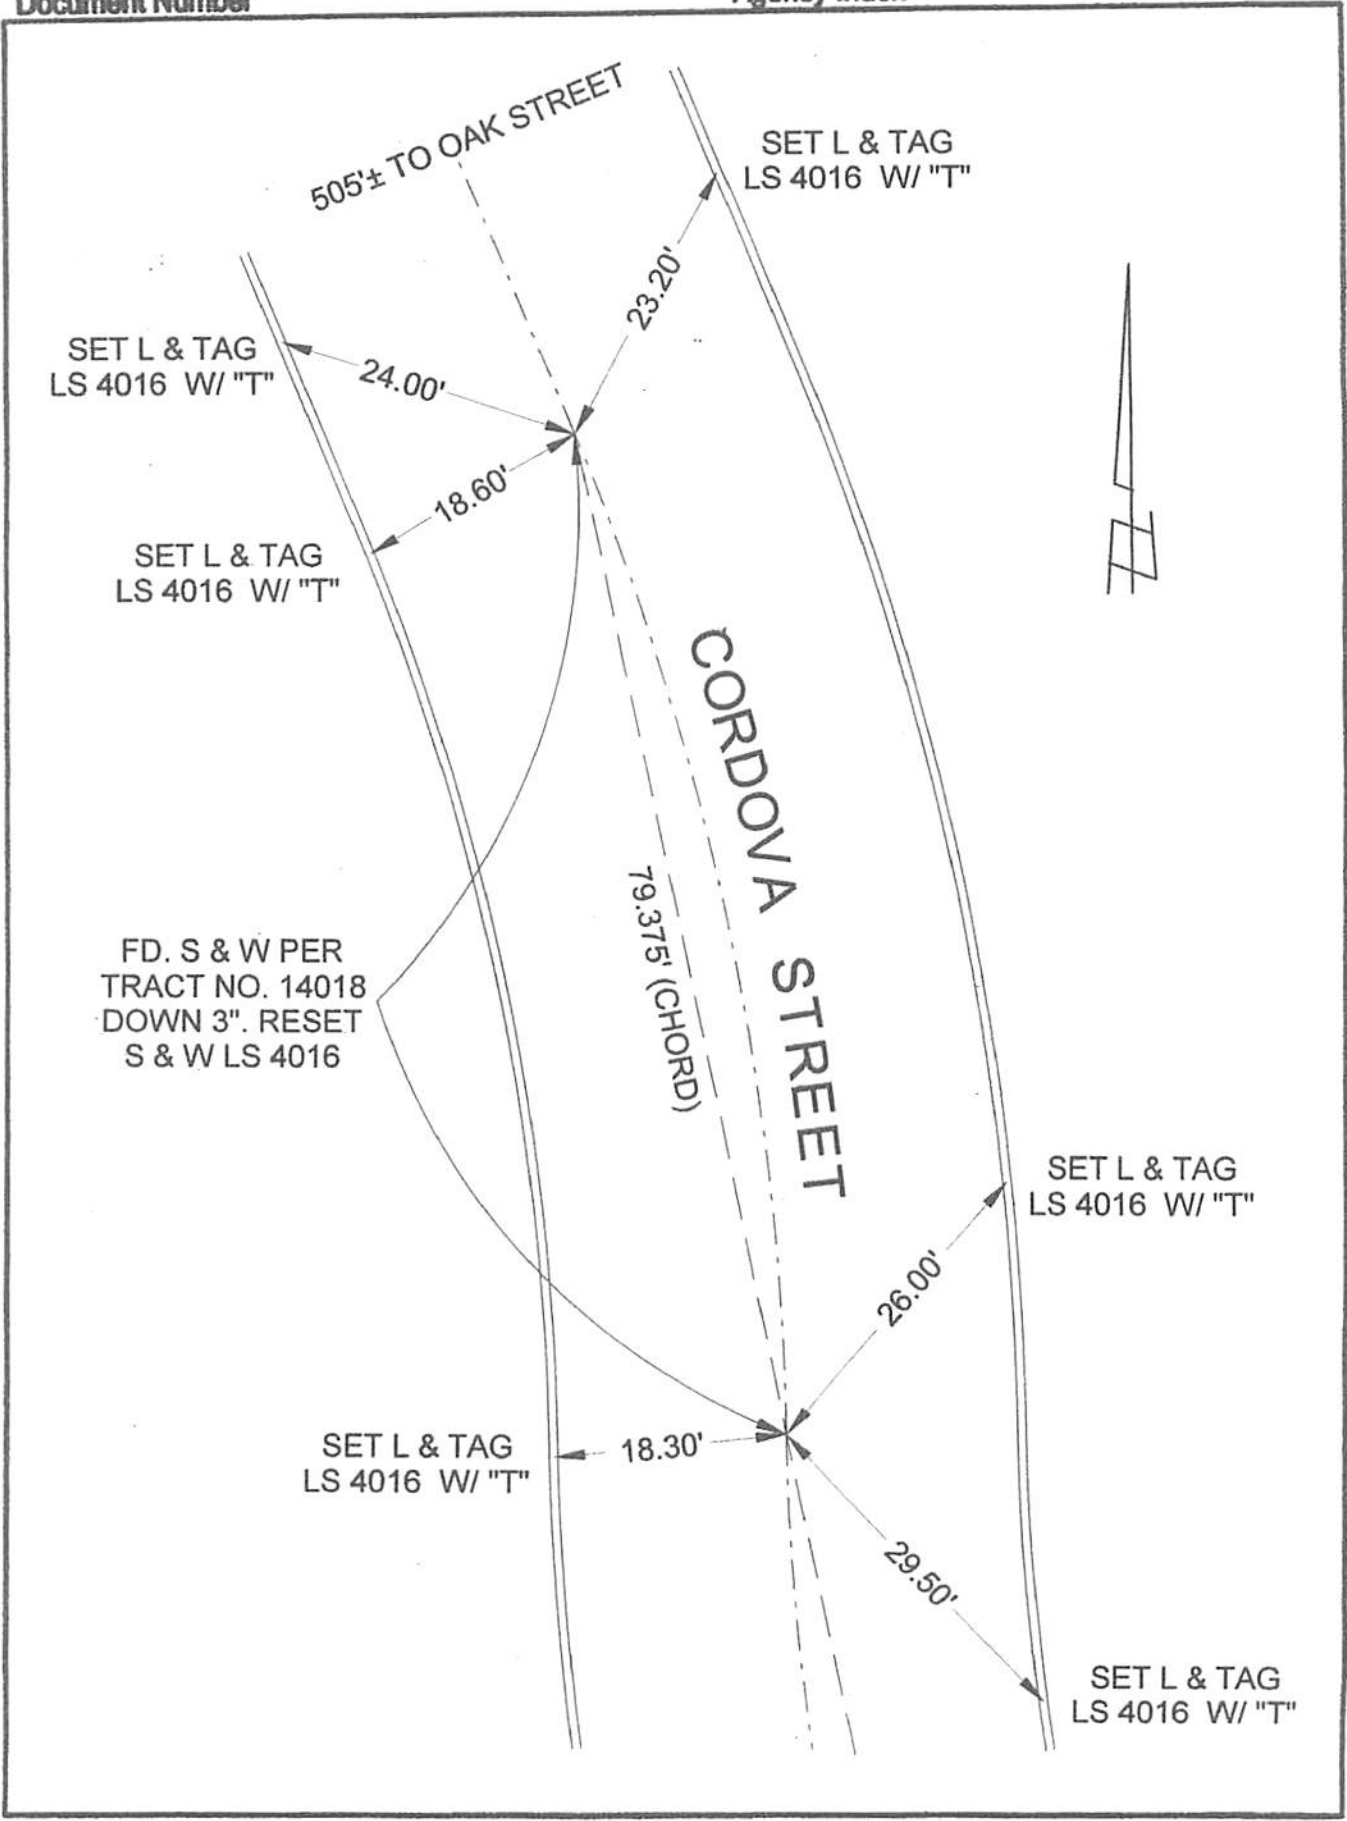 Document Number
Agency Index
505'± TO OAK STREET
SET L & TAG
LS 4016 W/ "T"
23.20'
SET L & TAG
LS 4016 W/ "T"
24.00'
18.60'
SET L & TAG
LS 4016 W/ "T"
N
CORDOVA STREET
79.375' (CHORD)
FD. S & W PER
TRACT NO. 14018
DOWN 3". RESET
S & W LS 4016
SET L & TAG
LS 4016 W/ "T"
26.00'
SET L & TAG
LS 4016 W/ "T"
18.30'
29.50'
SET L & TAG
LS 4016 W/ "T"